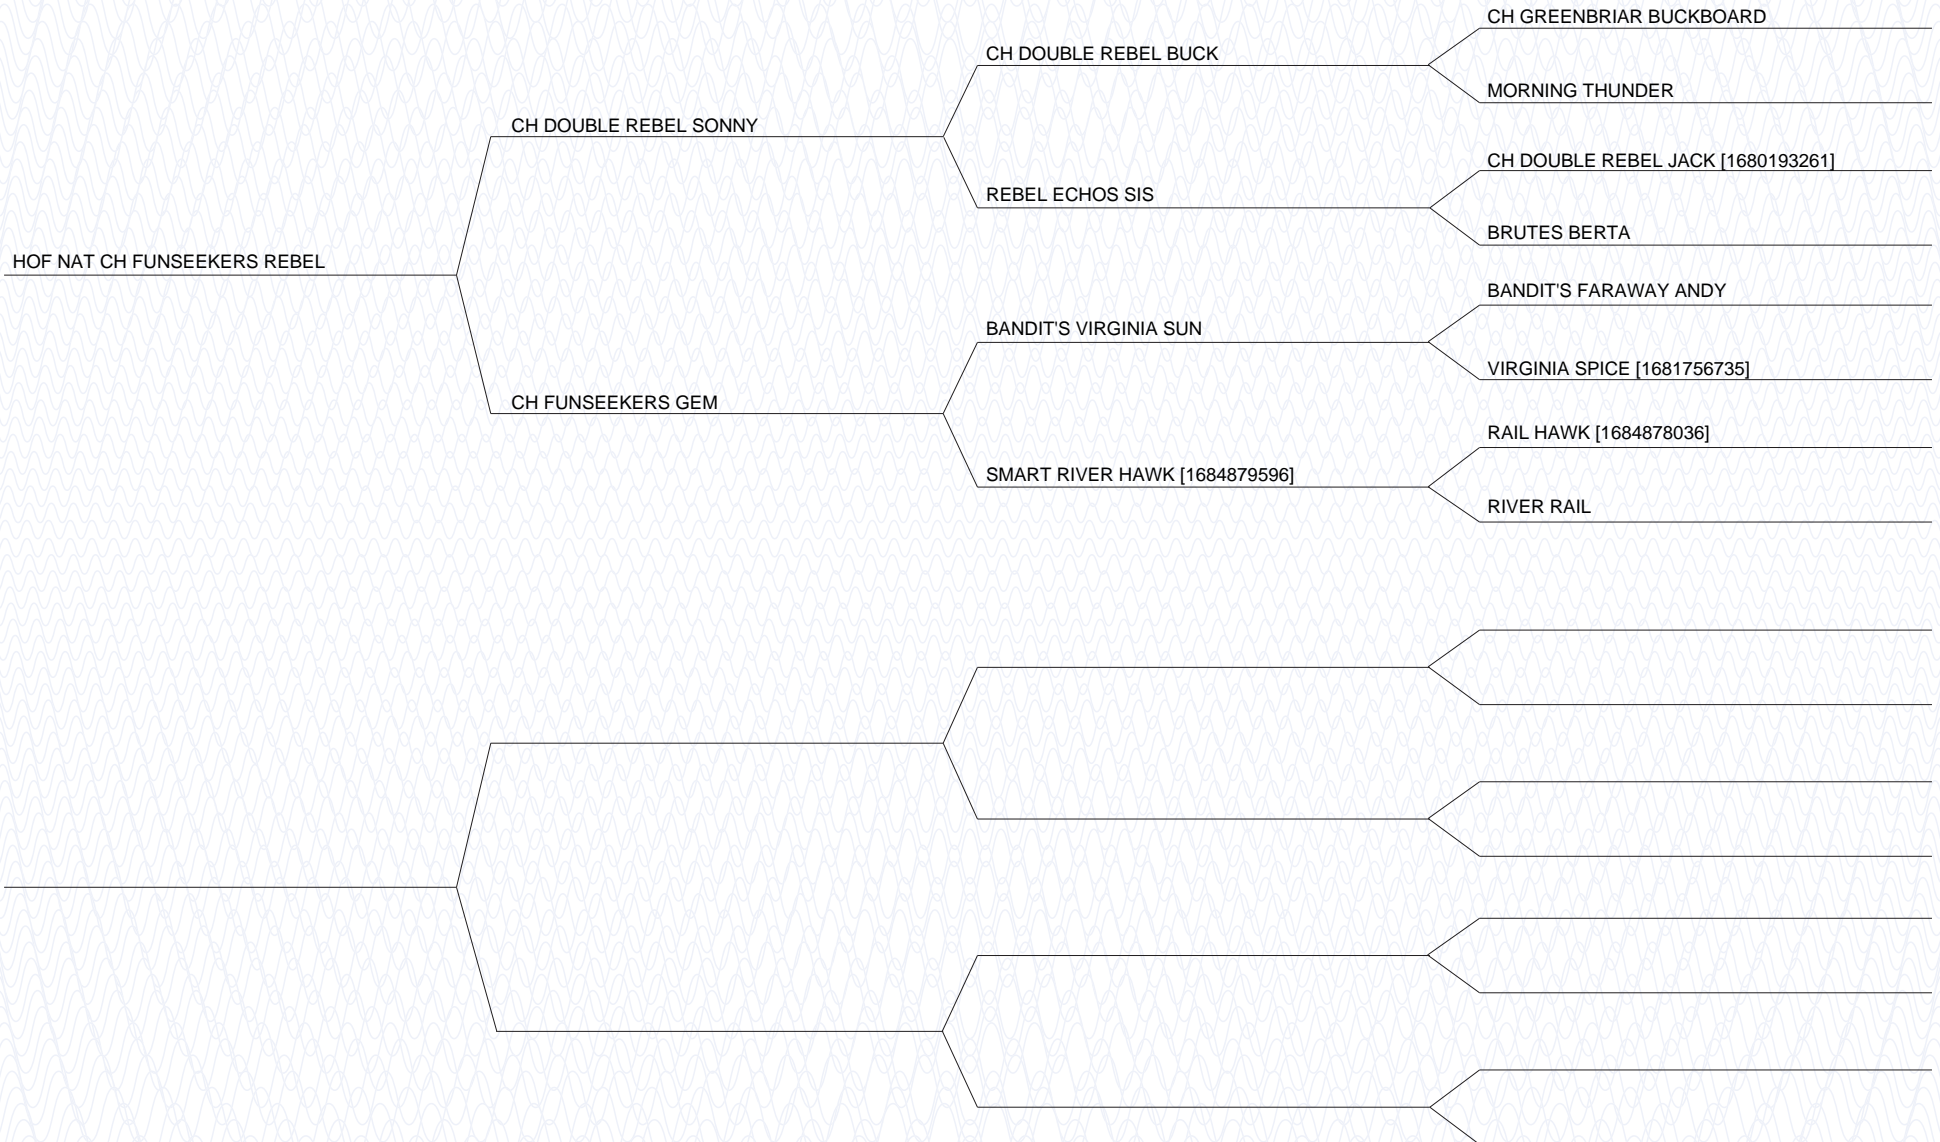 CH GREENBRIAR BUCKBOARD
CH DOUBLE REBEL BUCK
MORNING THUNDER
CH DOUBLE REBEL SONNY
CH DOUBLE REBEL JACK [1680193261]
REBEL ECHOS SIS
BRUTES BERTA
HOF NAT CH FUNSEEKERS REBEL
BANDIT'S FARAWAY ANDY
BANDIT'S VIRGINIA SUN
VIRGINIA SPICE [1681756735]
CH FUNSEEKERS GEM
RAIL HAWK [1684878036]
SMART RIVER HAWK [1684879596]
RIVER RAIL